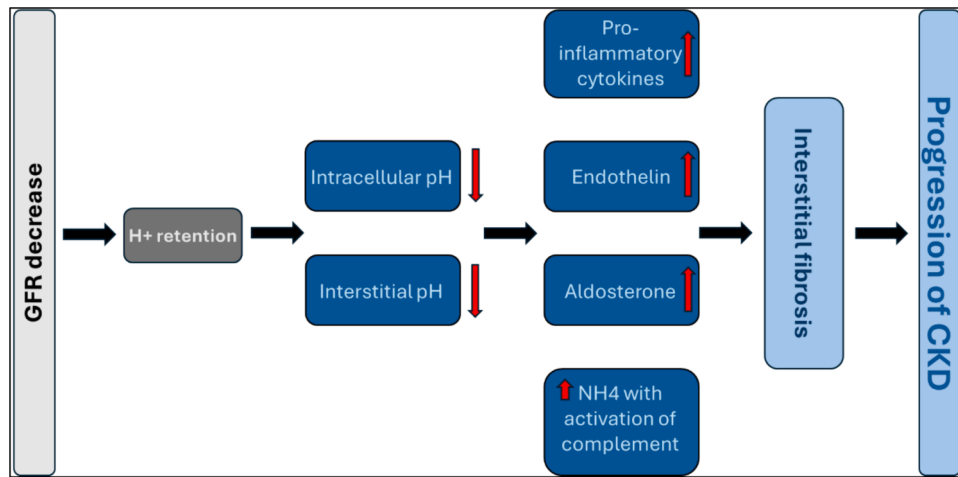 GFR decrease
H+ retention
Intracellular pH
Interstitial pH
Pro-
inflammatory
cytokines
Endothelin
Aldosterone
NH4 with
activation of
complement
Interstitial fibrosis
Progression of CKD